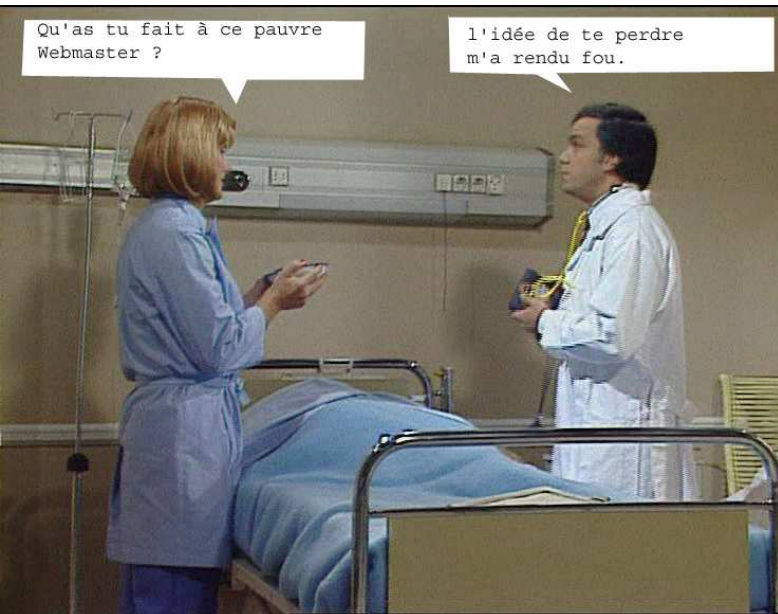 Qu'as tu fait à ce pauvre
Webmaster ?
l'idée de te perdre
m'a rendu fou.